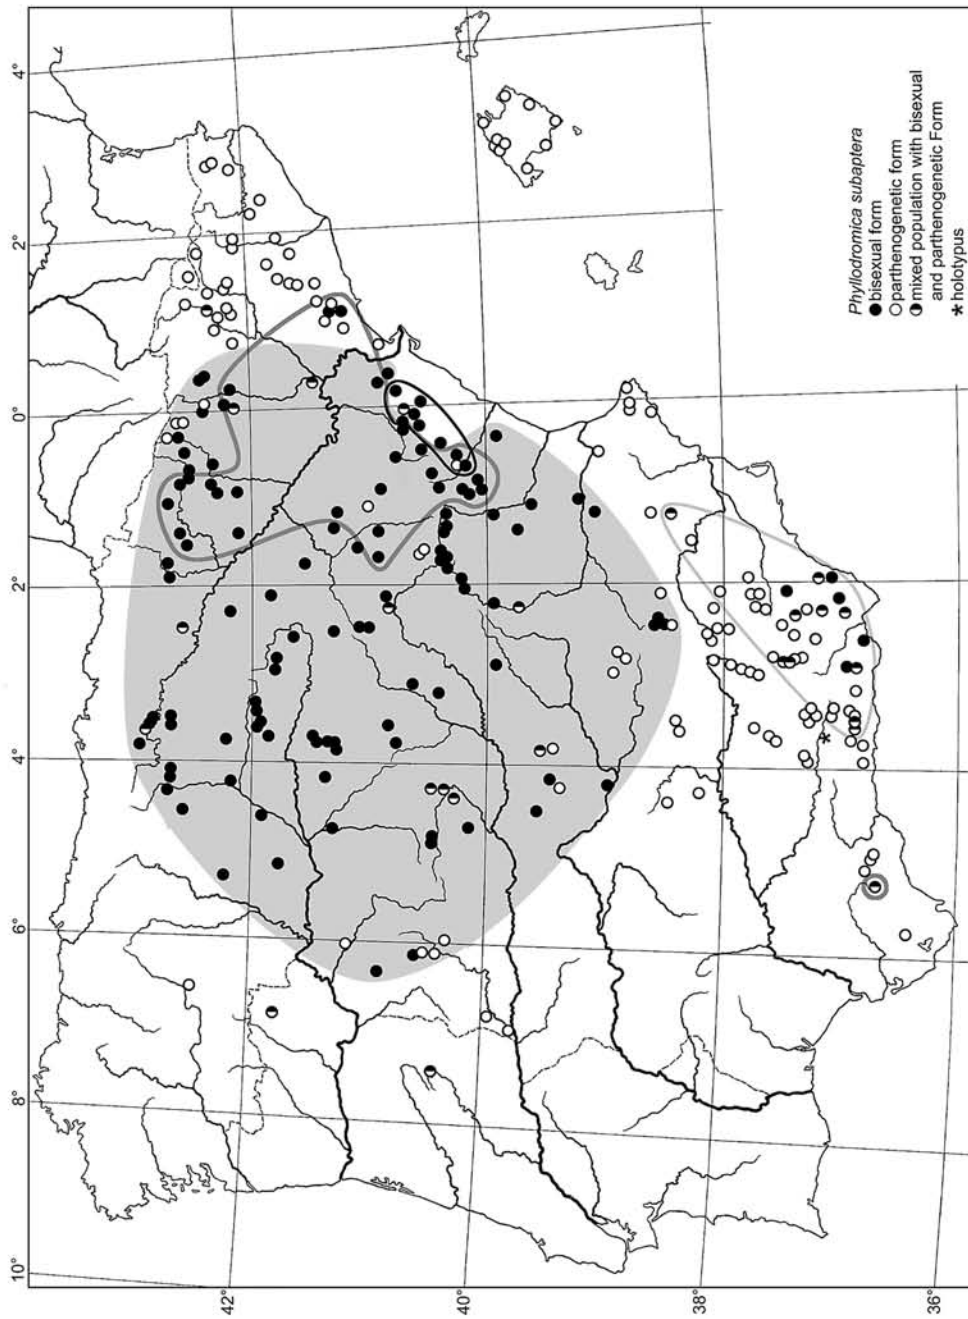 4°
2°
0°
2°
4°
6°
8°
10°
42°
40°
38°
36°
Phyllodromica subaptera
bisexual form
parthenogenetic form
mixed population with bisexual
and parthenogenetic Form
* holotypus